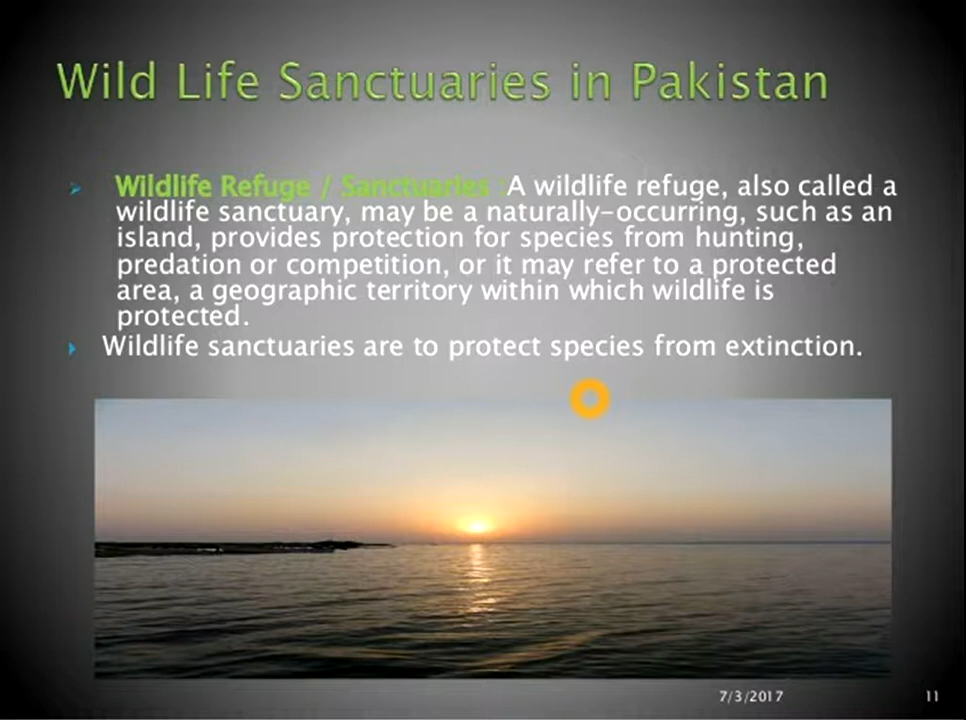 Wild Life Sanctuaries in Pakistan
Wildlife Refuge / Sanctuaries : A wildlife refuge, also called a
wildlife sanctuary, may be a naturally-occurring, such as an
island, provides protection for species from hunting,
predation or competition, or it may refer to a protected
area, a geographic territory within which wildlife is
protected.
Wildlife sanctuaries are to protect species from extinction.
7/3/2017
11